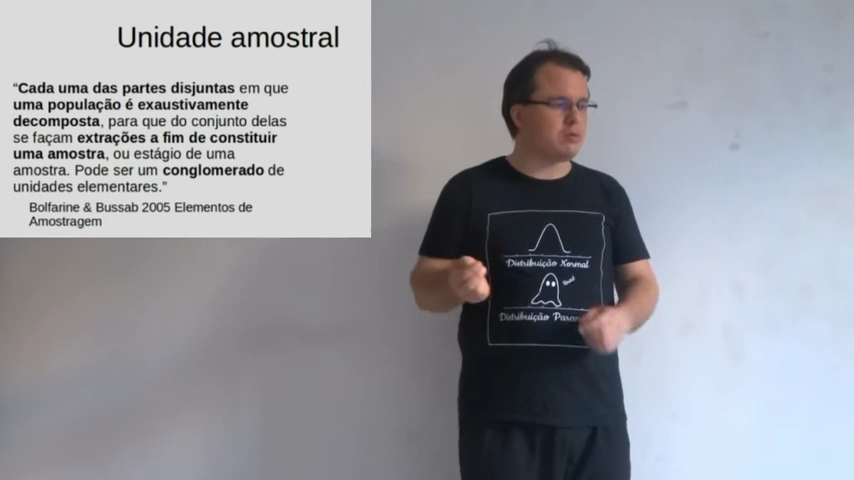 Unidade amostral
“Cada uma das partes disjuntas em que
uma população é exaustivamente
decomposta, para que do conjunto delas
se façam extrações a fim de constituir
uma amostra, ou estágio de uma
amostra. Pode ser um conglomerado de
unidades elementares.”
Bolfarine & Bussab 2005 Elementos de
Amostragem
Distribuição Normal
Distribuição